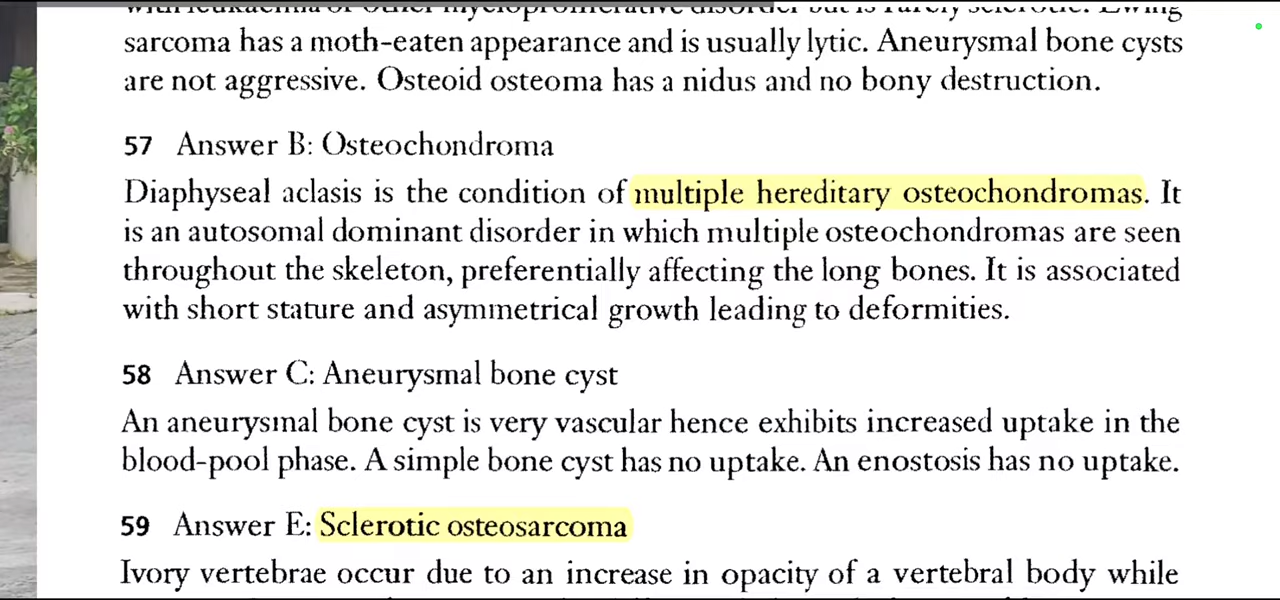 sarcoma has a moth-eaten appearance and is usually lytic. Aneurysmal bone cysts
are not aggressive. Osteoid osteoma has a nidus and no bony destruction.
57 Answer B: Osteochondroma
Diaphyseal aclasis is the condition of multiple hereditary osteochondromas. It
is an autosomal dominant disorder in which multiple osteochondromas are seen
throughout the skeleton, preferentially affecting the long bones. It is associated
with short stature and asymmetrical growth leading to deformities.
58 Answer C: Aneurysmal bone cyst
An aneurysmal bone cyst is very vascular hence exhibits increased uptake in the
blood-pool phase. A simple bone cyst has no uptake. An enostosis has no uptake.
59 Answer E: Sclerotic osteosarcoma
Ivory vertebrae occur due to an increase in opacity of a vertebral body while